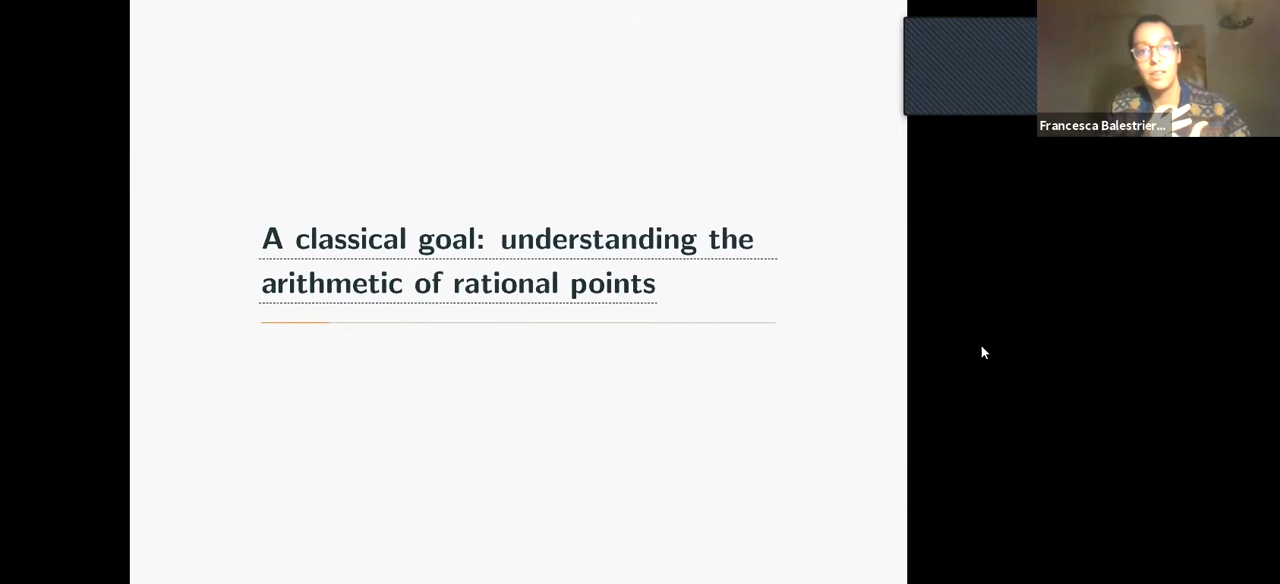 A classical goal: understanding the
arithmetic of rational points
Francesca Balestrier...